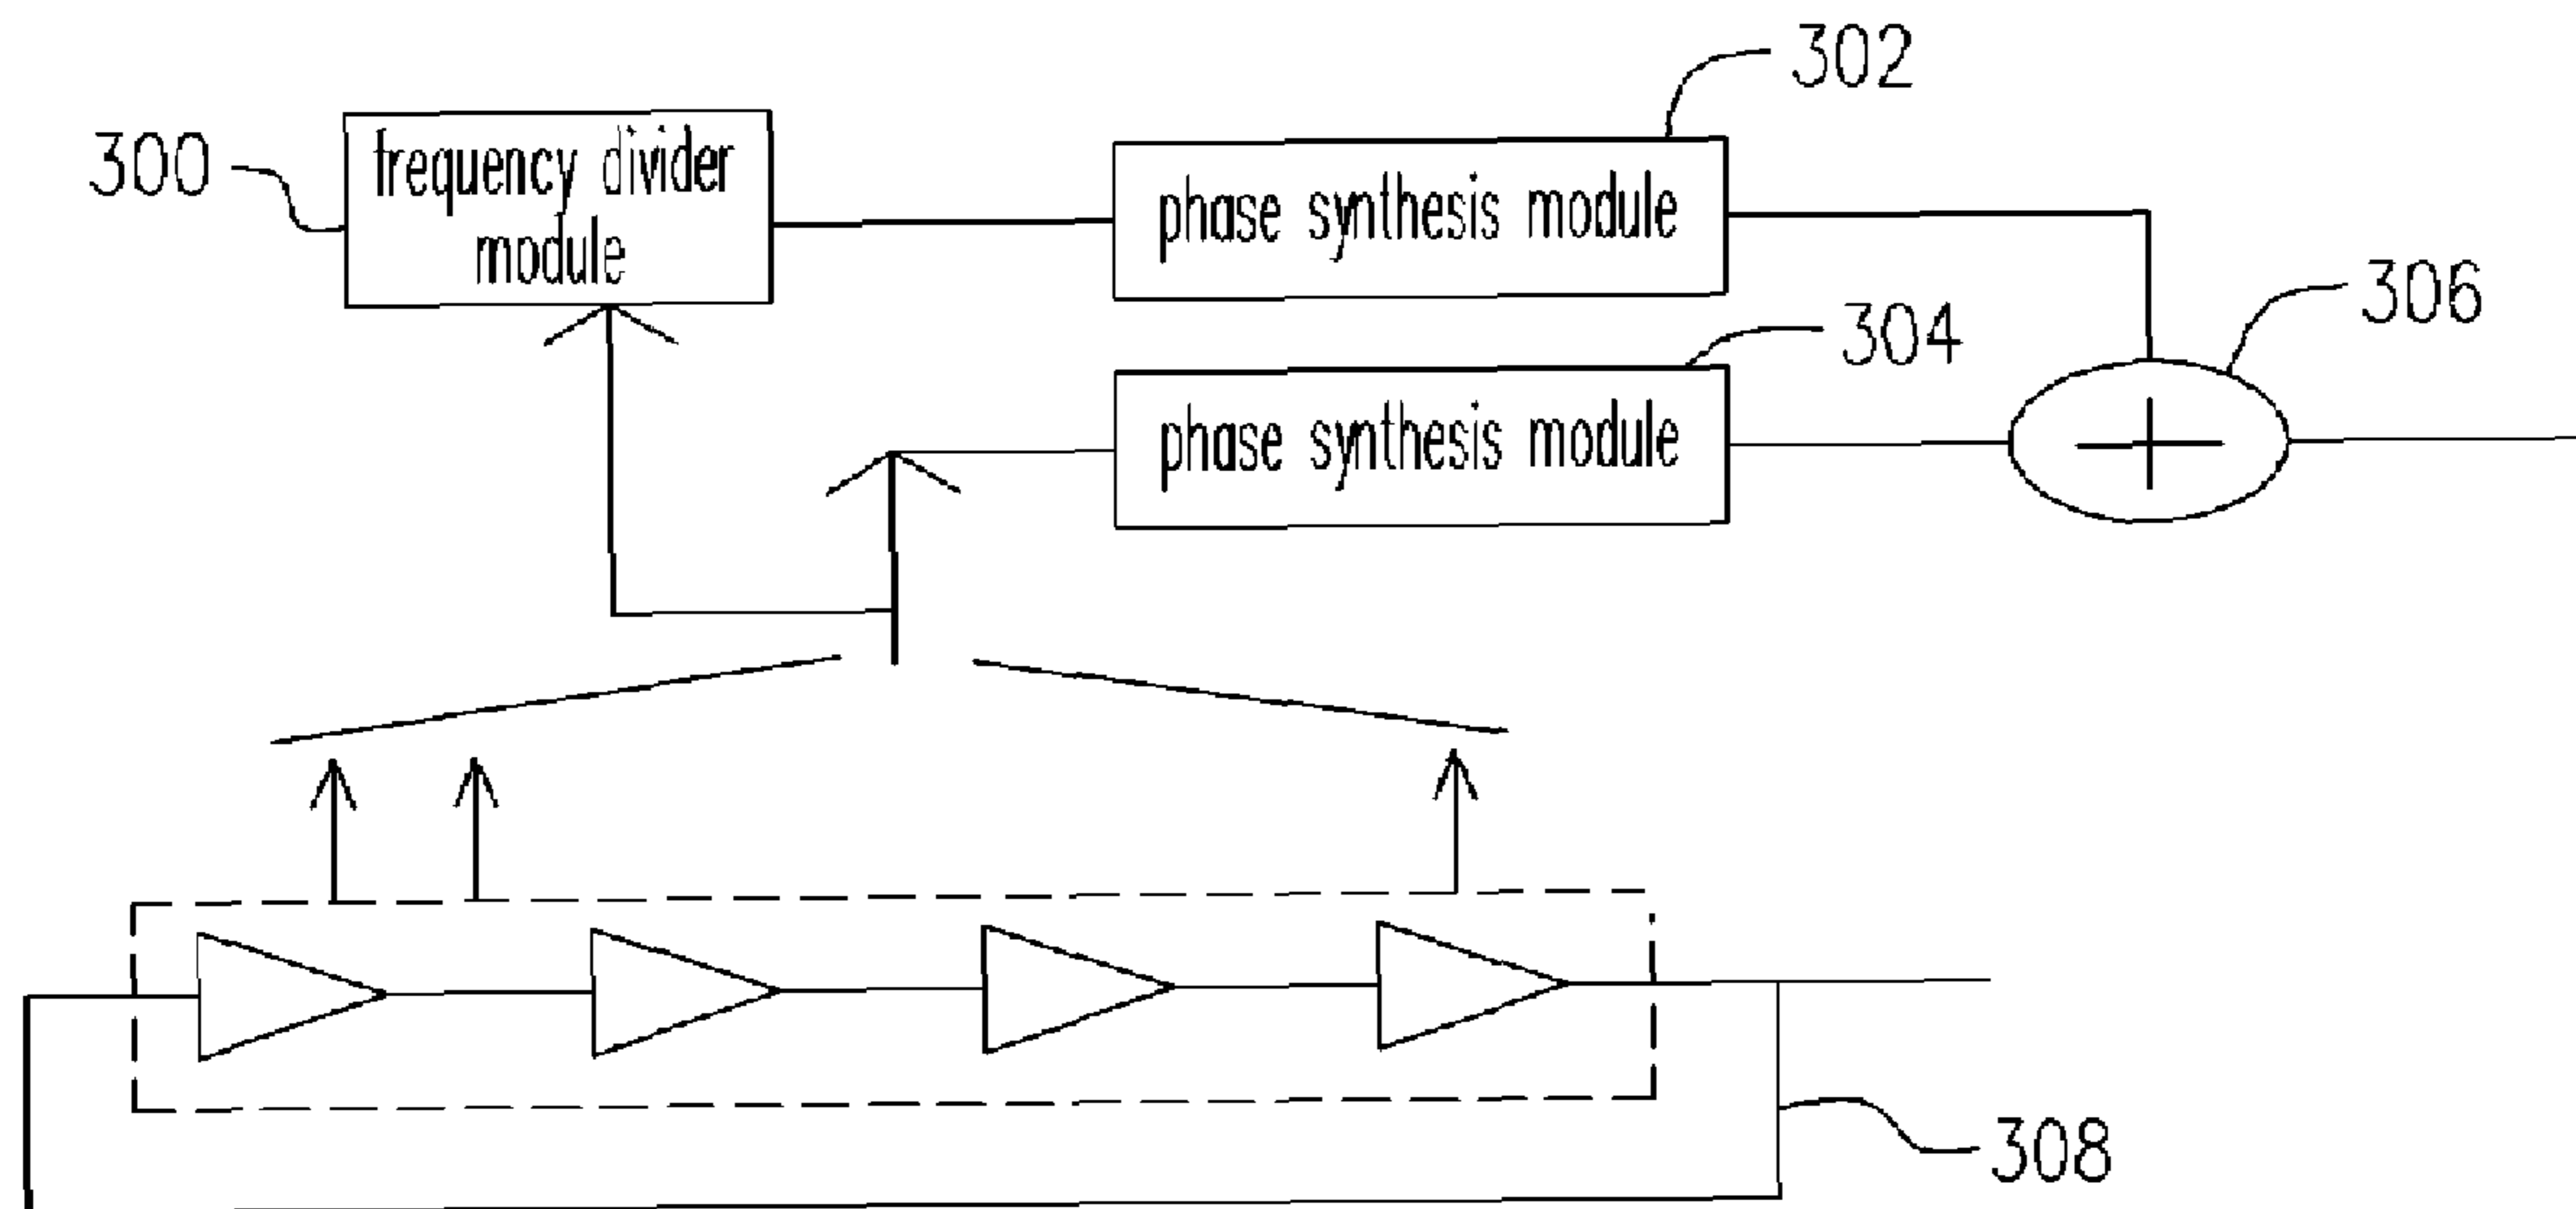 302
300
frequency divider
module
phase synthesis module
306
304
phase synthesis module
308